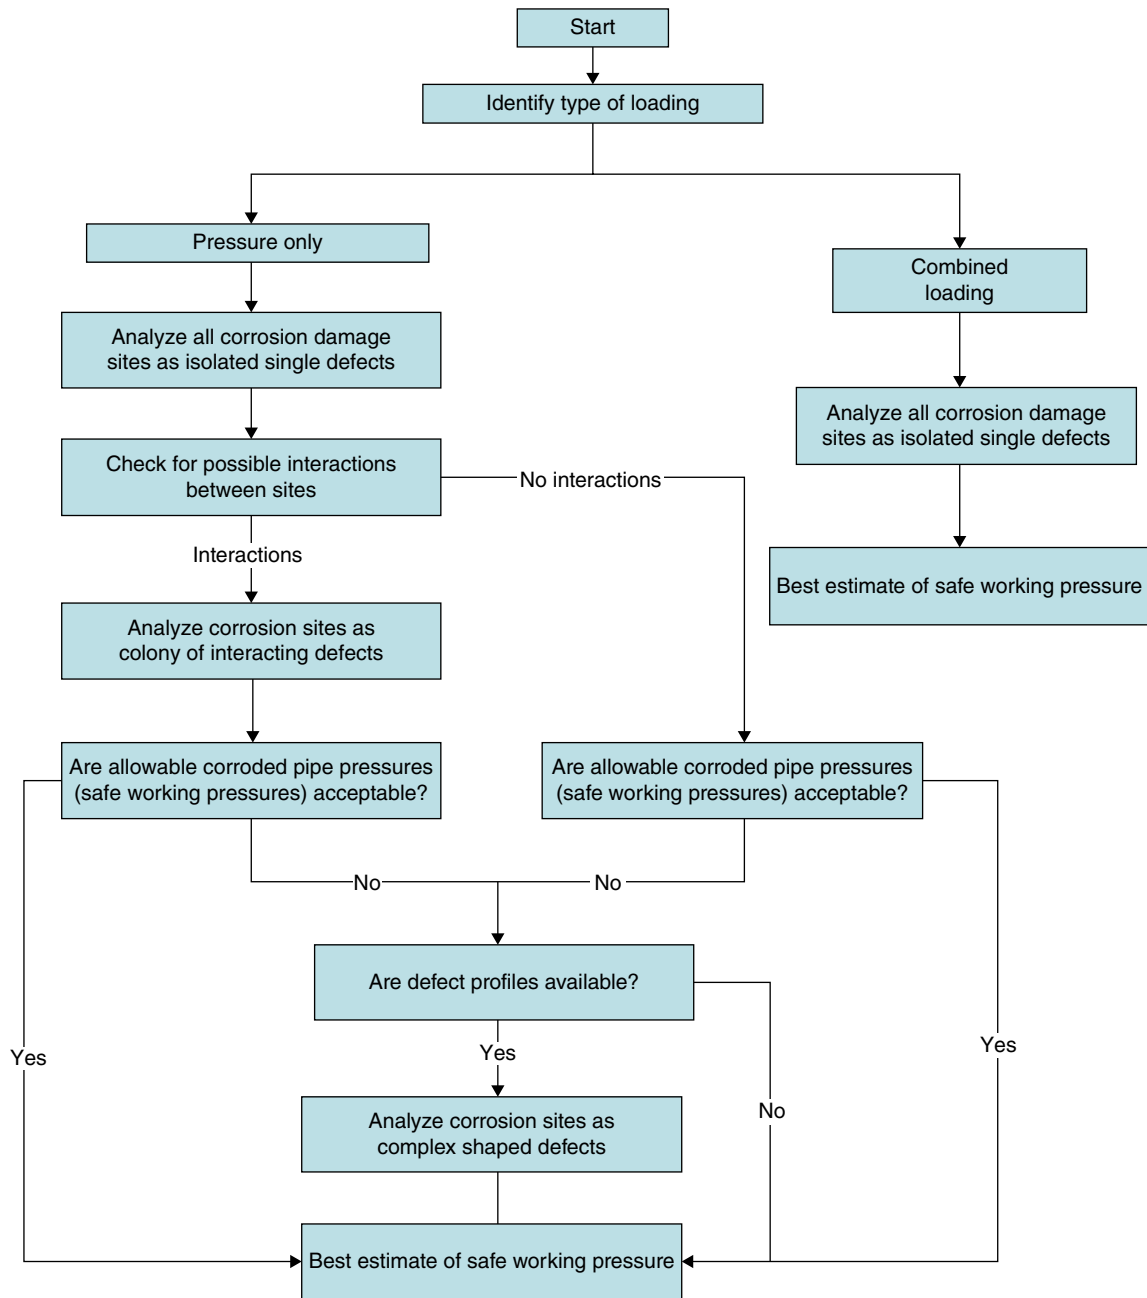 Start
Identify type of loading
Pressure only
Combined
loading
Analyze all corrosion damage
sites as isolated single defects
Analyze all corrosion damage
sites as isolated single defects
Check for possible interactions
between sites
No interactions
Interactions
Best estimate of safe working pressure
Analyze corrosion sites as
colony of interacting defects
Are allowable corroded pipe pressures
(safe working pressures) acceptable?
Are allowable corroded pipe pressures
(safe working pressures) acceptable?
No
No
Are defect profiles available?
Yes
Yes
Yes
No
Analyze corrosion sites as
complex shaped defects
Best estimate of safe working pressure